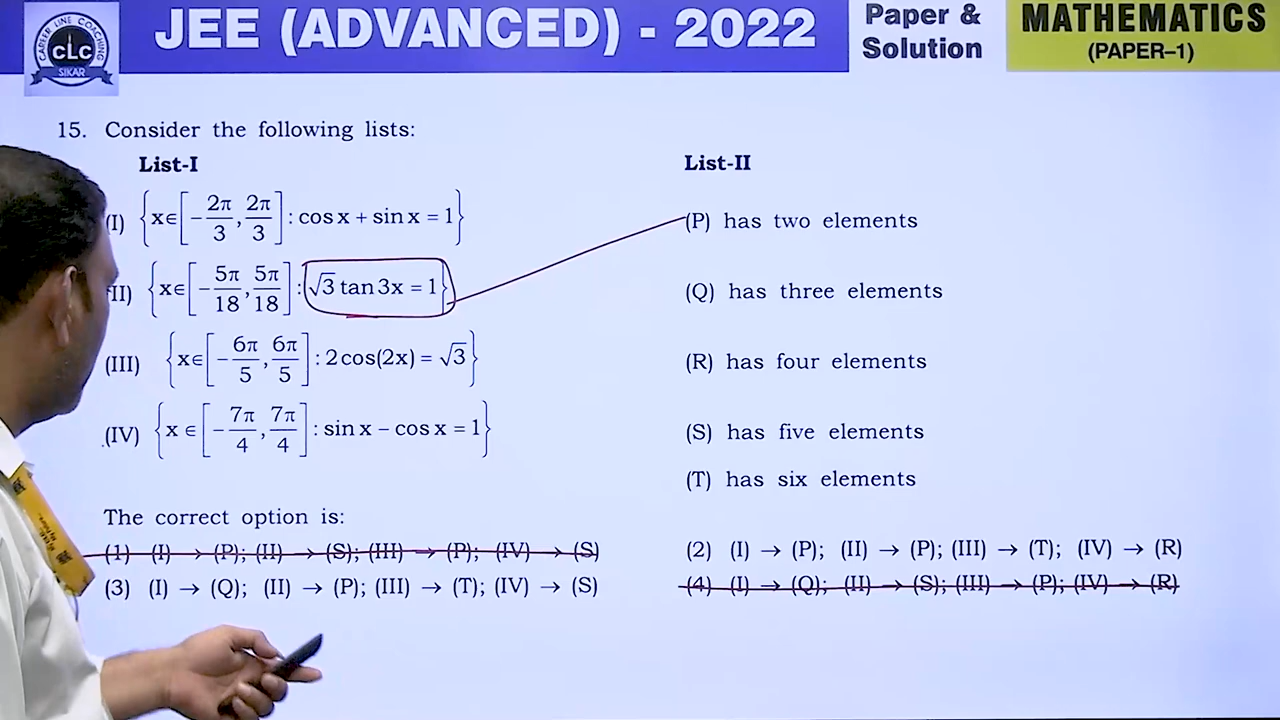 CAREER LINE COACHING
CLC
SIKAR
JEE (ADVANCED) - 2022
Paper &
Solution
MATHEMATICS
(PAPER–1)
15. Consider the following lists:
List-I
List-II
(I) {x∈[-2π/3, 2π/3] : cos x + sin x = 1}
(P) has two elements
(II) {x∈[-5π/18, 5π/18] : √3 tan 3x = 1}
(Q) has three elements
(III) {x∈[-6π/5, 6π/5] : 2cos(2x) = √3}
(R) has four elements
(IV) {x ∈ [-7π/4, 7π/4] : sin x – cos x = 1}
(S) has five elements
(T) has six elements
The correct option is:
(1) (I) → (P); (II) → (S); (III) → (P); (IV) → (S)
(2) (I) → (P); (II) → (P); (III) → (T); (IV) → (R)
(3) (I) → (Q); (II) → (P); (III) → (T); (IV) → (S)
(4) (I) → (Q); (II) → (S); (III) → (P); (IV) → (R)